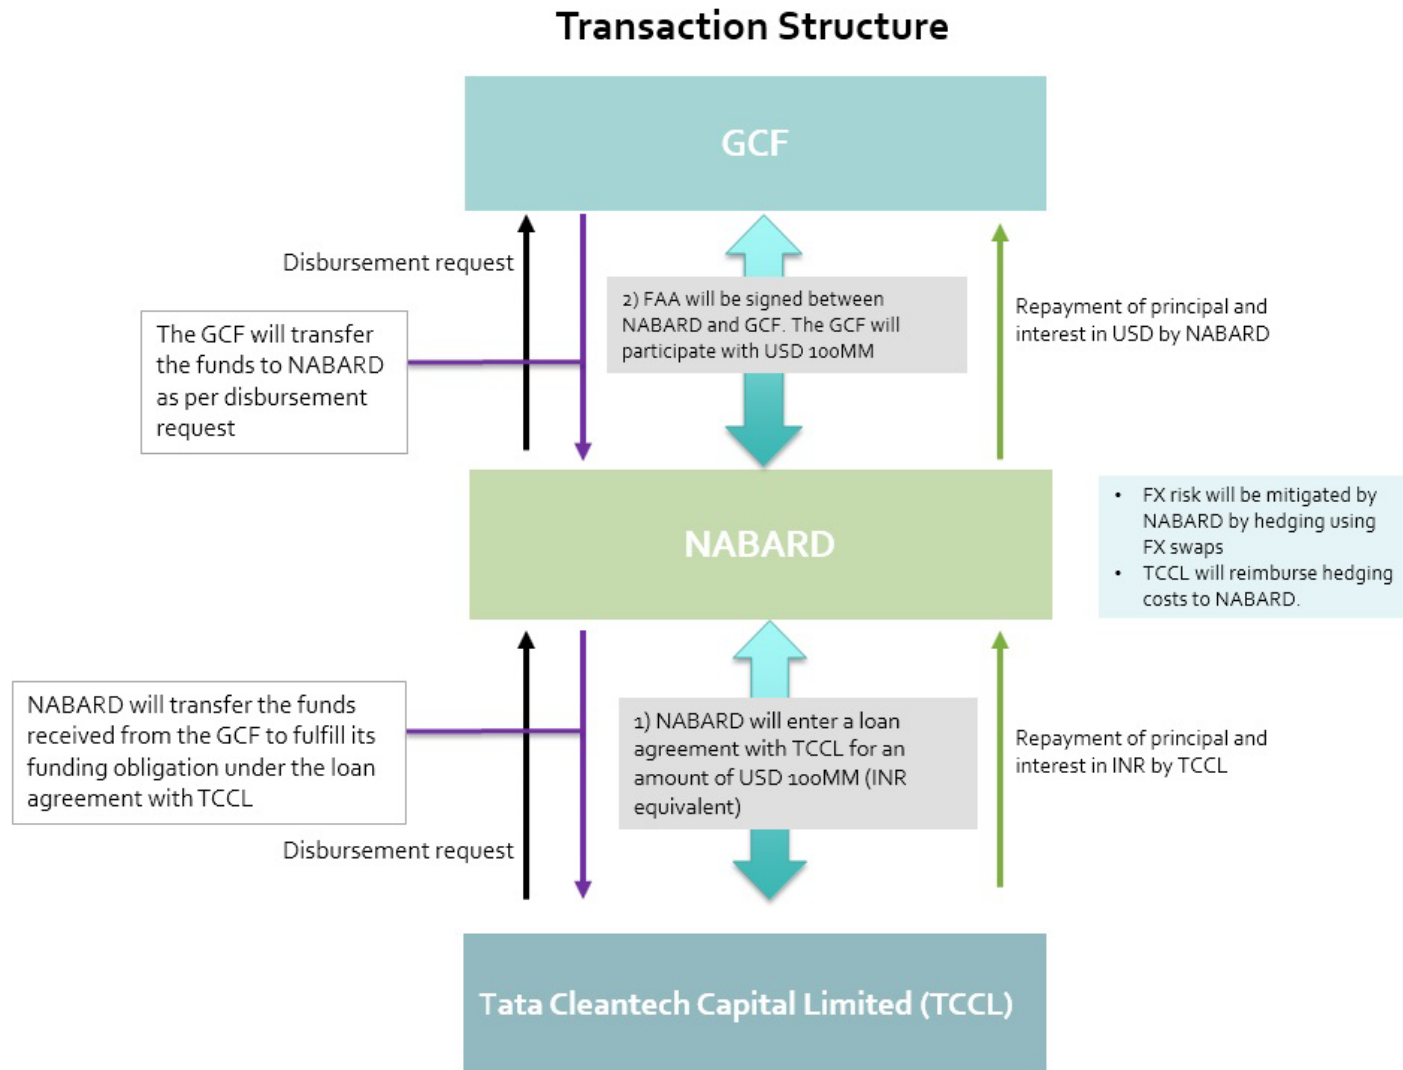 Transaction Structure
GCF
Disbursement request
The GCF will transfer
the funds to NABARD
as per disbursement
request
2) FAA will be signed between
NABARD and GCF. The GCF will
participate with USD 100MM
Repayment of principal and
interest in USD by NABARD
NABARD
• FX risk will be mitigated by
NABARD by hedging using
FX swaps
• TCCL will reimburse hedging
costs to NABARD.
NABARD will transfer the funds
received from the GCF to fulfill its
funding obligation under the loan
agreement with TCCL
Disbursement request
1) NABARD will enter a loan
agreement with TCCL for an
amount of USD 100MM (INR
equivalent)
Repayment of principal and
interest in INR by TCCL
Tata Cleantech Capital Limited (TCCL)